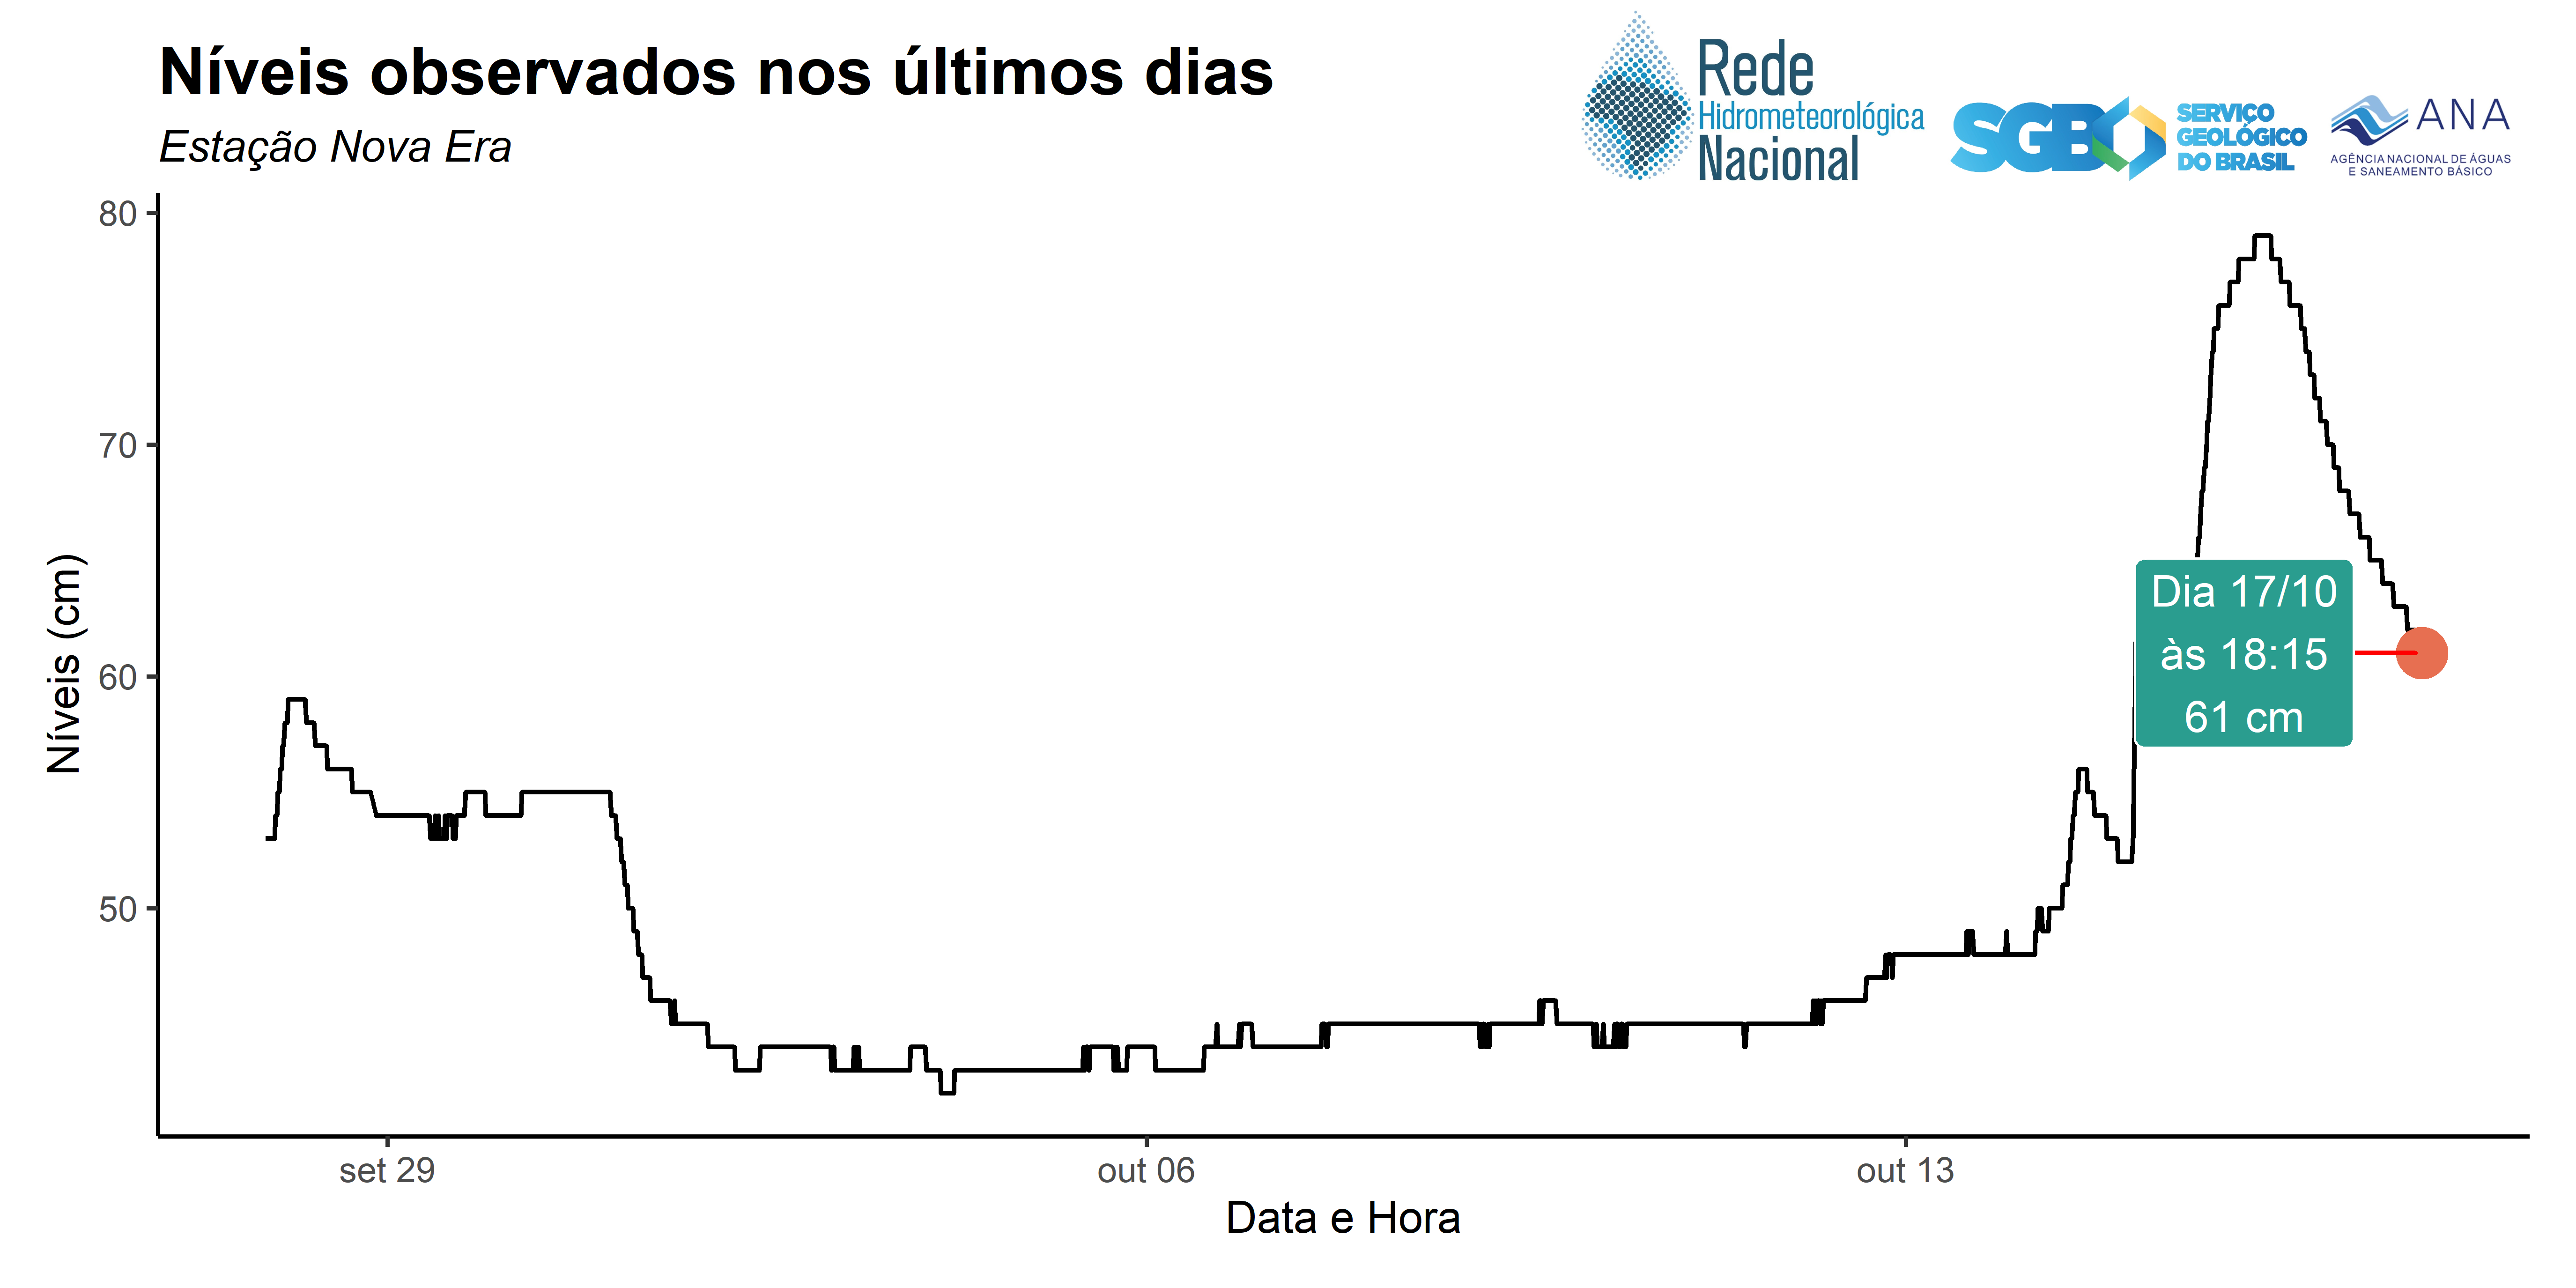 Níveis observados nos últimos dias
Estação Nova Era
Rede
Hidrometeorológica
Nacional
SGB
SERVIÇO
GEOLÓGICO
DO BRASIL
ANA
AGÊNCIA NACIONAL DE ÁGUAS
E SANEAMENTO BÁSICO
80
70
60
50
Níveis (cm)
Dia 17/10
às 18:15
61 cm
set 29
out 06
out 13
Data e Hora